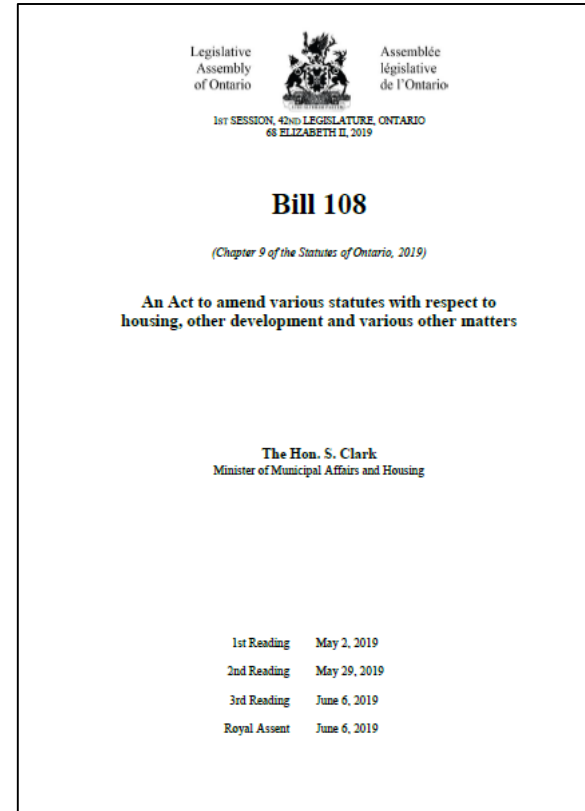 Legislative
Assembly
of Ontario
Assemblée
législative
de l'Ontario
1ST SESSION, 42ND LEGISLATURE, ONTARIO
68 ELIZABETH II, 2019
Bill 108
(Chapter 9 of the Statutes of Ontario, 2019)
An Act to amend various statutes with respect to
housing, other development and various other matters
The Hon. S. Clark
Minister of Municipal Affairs and Housing
1st Reading May 2, 2019
2nd Reading May 29, 2019
3rd Reading June 6, 2019
Royal Assent June 6, 2019